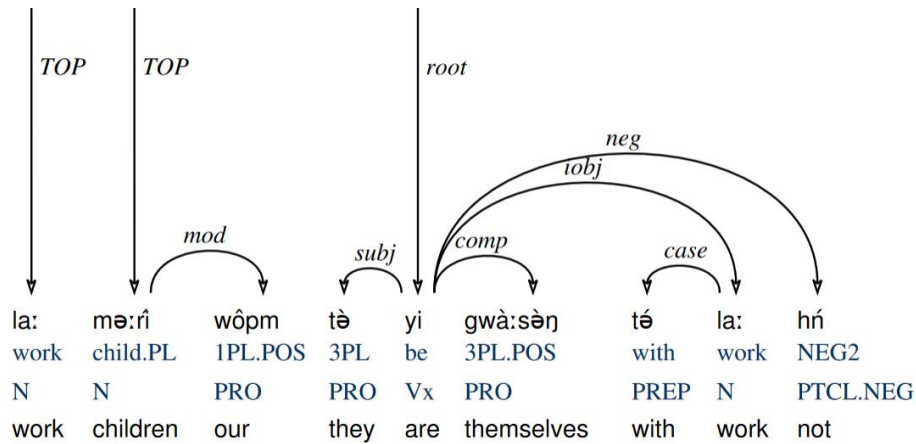 TOP TOP root
neg
iobj
mod subj comp case
laː məːrî wôpm tə̀ yi gwàːsə̀ŋ tə́ laː hń
work child.PL 1PL.POS 3PL be 3PL.POS with work NEG2
N N PRO PRO Vx PRO PREP N PTCL.NEG
work children our they are themselves with work not